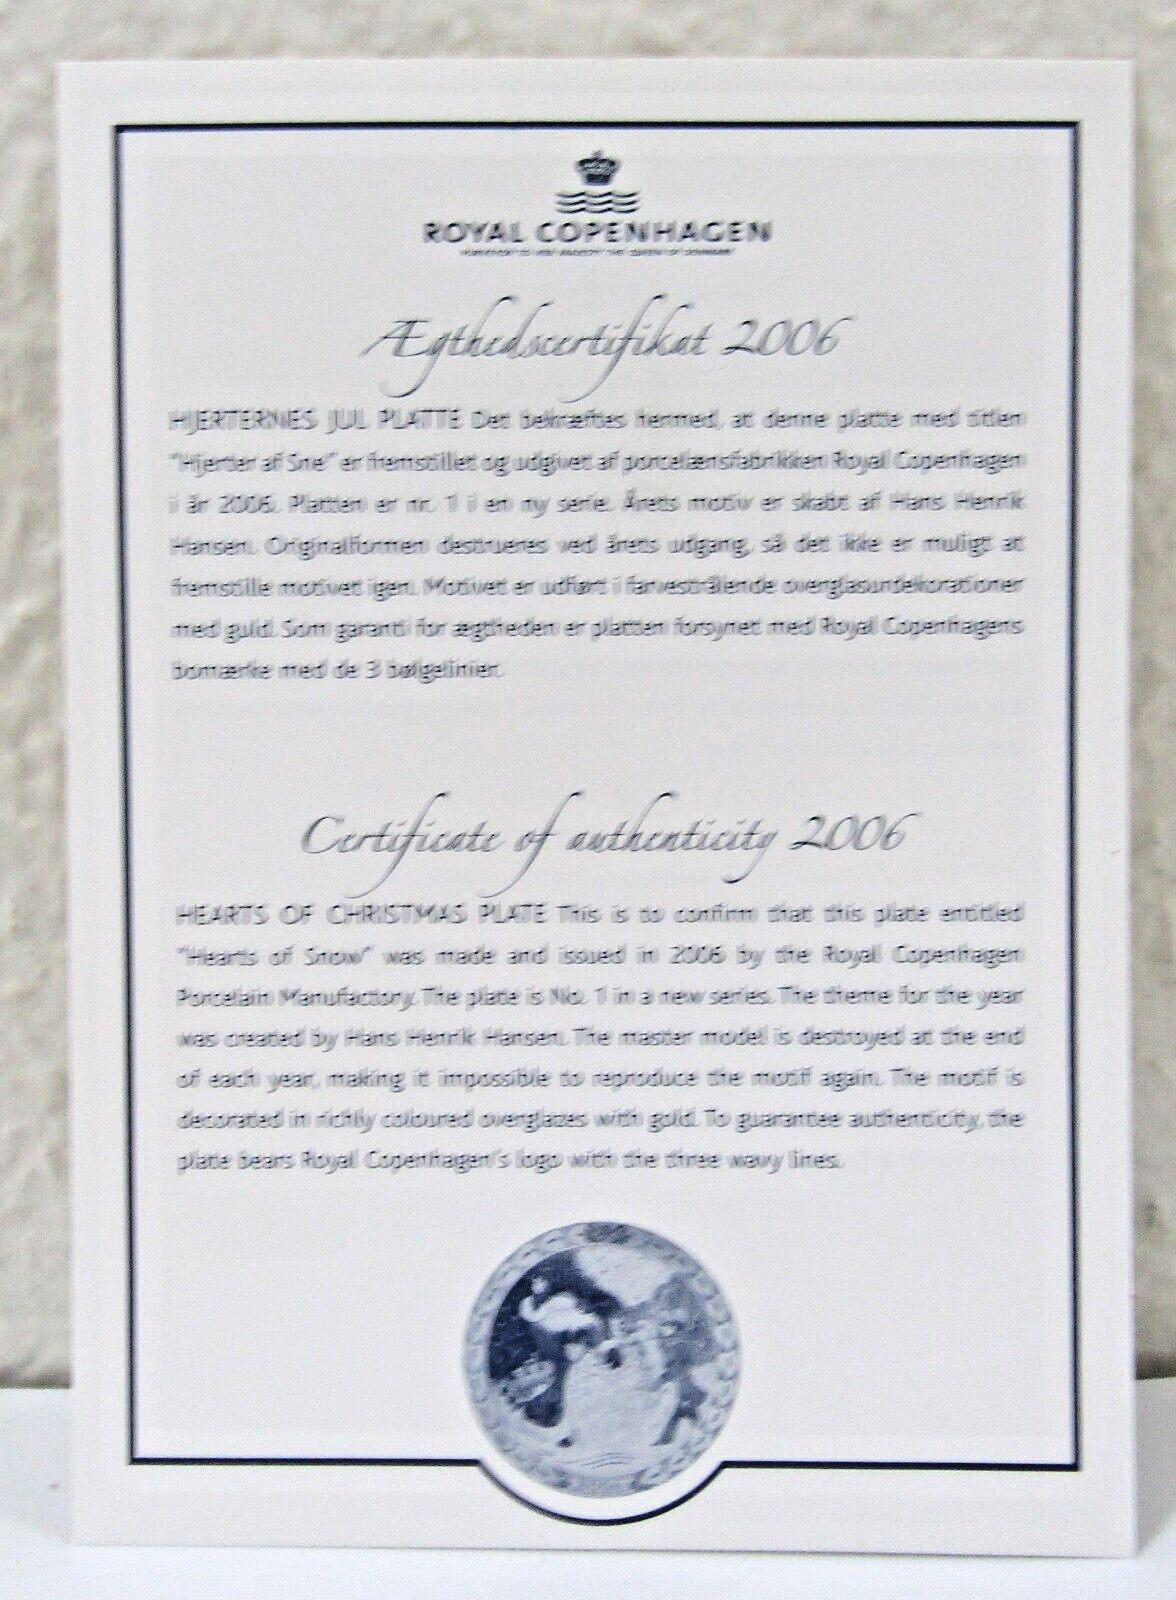 ROYAL COPENHAGEN
PURVEYOR TO HER MAJESTY THE QUEEN OF DENMARK
Ægthedscertifikat 2006
HJERTERNES JUL PLATTE Det bekræftes hermed, at denne platte med titlen
"Hjerter af Sne" er fremstillet og udgivet af porcelænsfabrikken Royal Copenhagen
i år 2006. Platten er nr. 1 i en ny serie. Årets motiv er skabt af Hans Henrik
Hansen. Originalformen destrueres ved årets udgang, så det ikke er muligt at
fremstille motivet igen. Motivet er udført i farvestrålende overglasurdekorationer
med guld. Som garanti for ægtheden er platten forsynet med Royal Copenhagens
bomærke med de 3 bølgelinier.
Certificate of authenticity 2006
HEARTS OF CHRISTMAS PLATE This is to confirm that this plate entitled
"Hearts of Snow" was made and issued in 2006 by the Royal Copenhagen
Porcelain Manufactory. The plate is No. 1 in a new series. The theme for the year
was created by Hans Henrik Hansen. The master model is destroyed at the end
of each year, making it impossible to reproduce the motif again. The motif is
decorated in richly coloured overglazes with gold. To guarantee authenticity, the
plate bears Royal Copenhagen's logo with the three wavy lines.